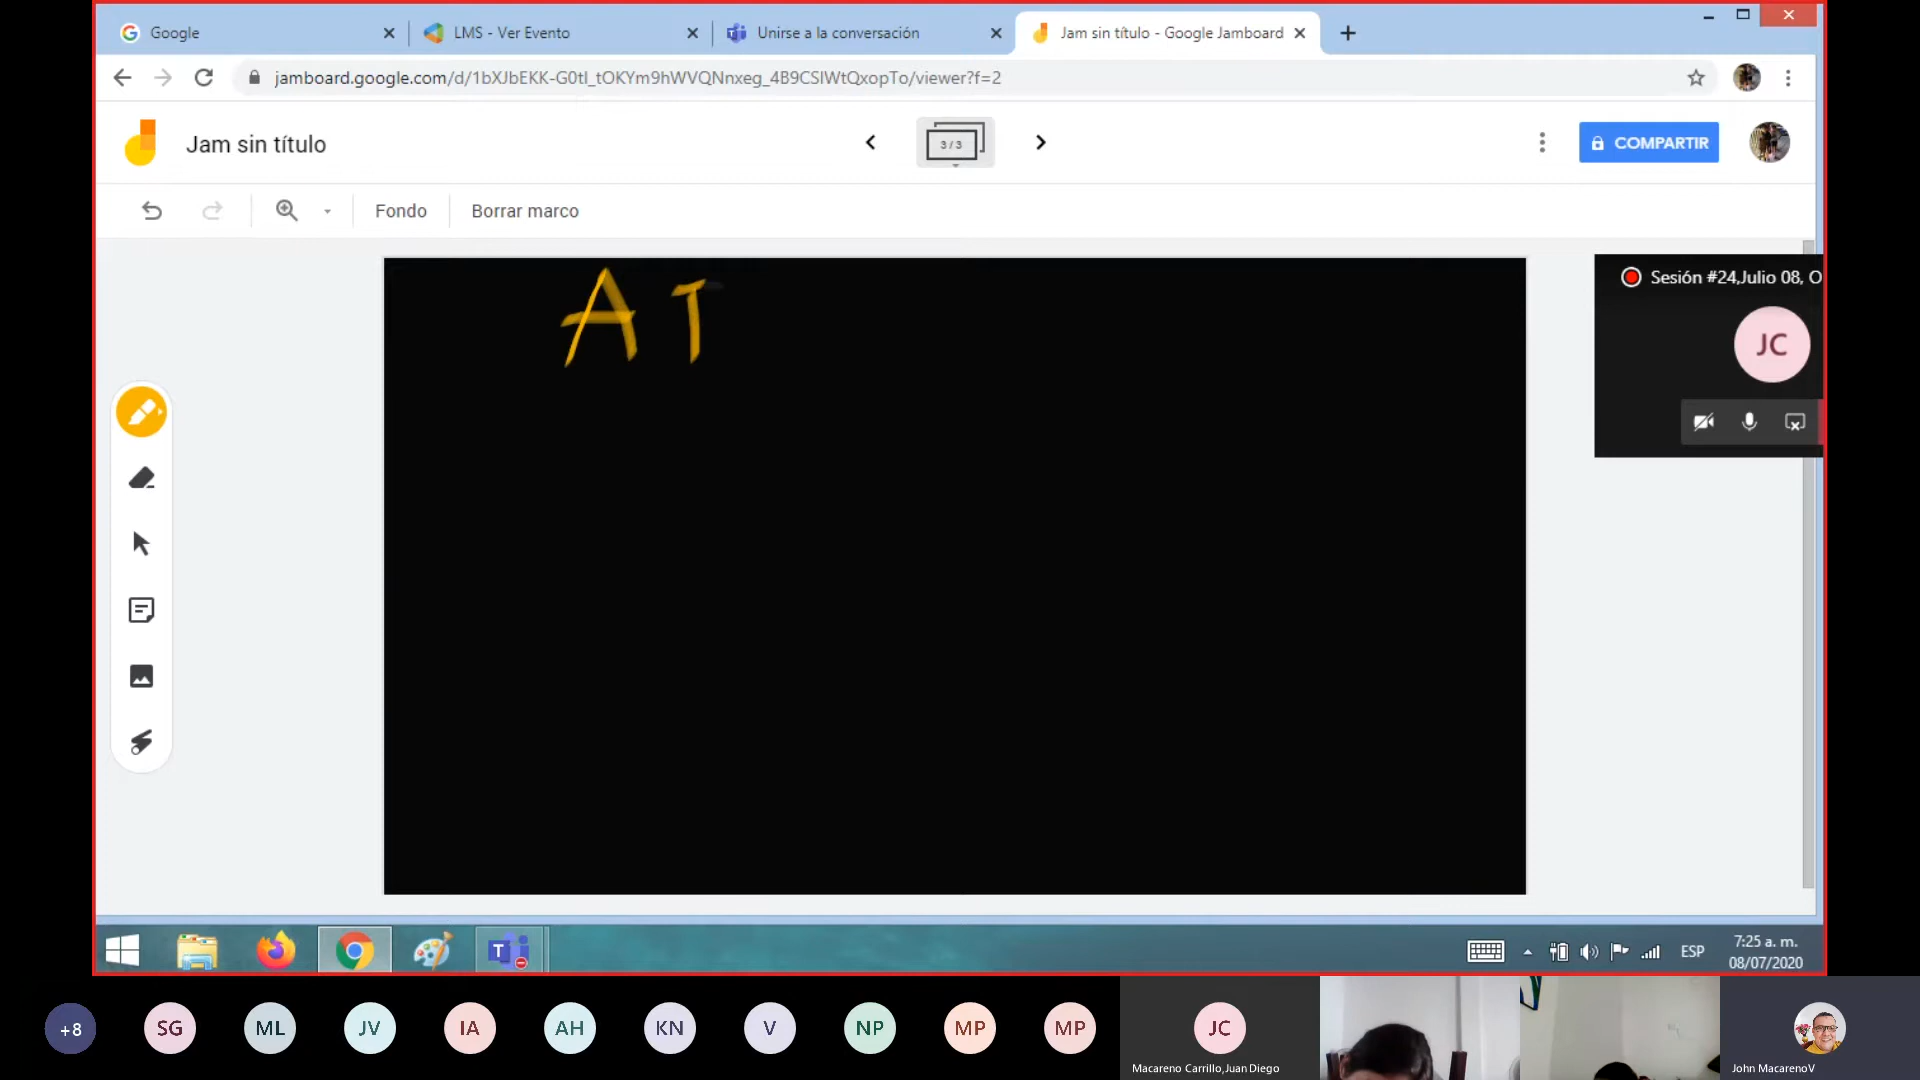 Google
LMS - Ver Evento
Unirse a la conversación
Jam sin título - Google Jamboard
jamboard.google.com/d/1bXJbEKK-G0tI_tOKYm9hWVQNnxeg_4B9CSlWtQxopTo/viewer?f=2
Jam sin título
3 / 3
COMPARTIR
Fondo
Borrar marco
A T
Sesión #24,Julio 08, O
JC
T
ESP
7:25 a. m.
08/07/2020
+8
SG
ML
JV
IA
AH
KN
V
NP
MP
MP
JC
Macareno Carrillo,Juan Diego
John MacarenoV